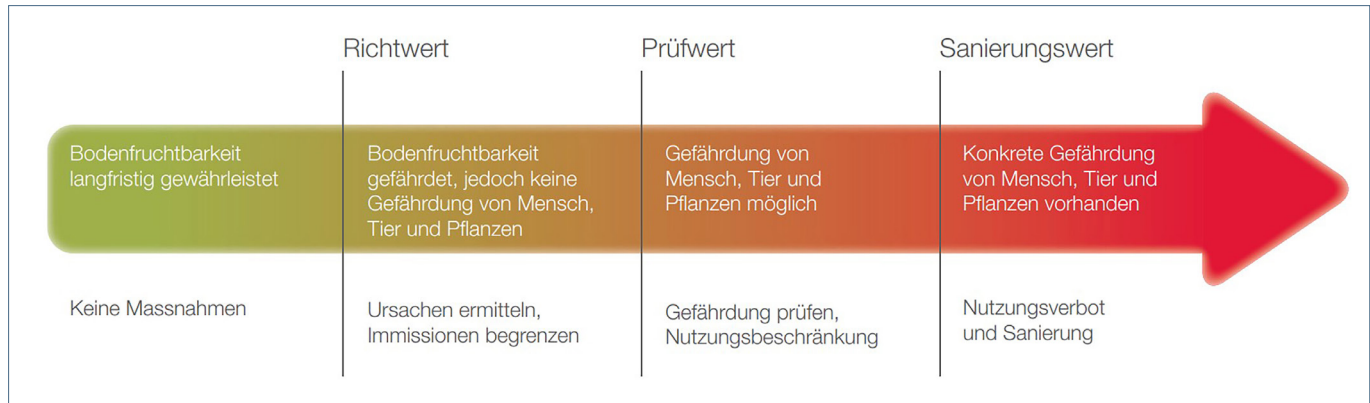 Richtwert
Prüfwert
Sanierungswert
Bodenfruchtbarkeit
langfristig gewährleistet
Bodenfruchtbarkeit
gefährdet, jedoch keine
Gefährdung von Mensch,
Tier und Pflanzen
Gefährdung von
Mensch, Tier und
Pflanzen möglich
Konkrete Gefährdung
von Mensch, Tier und
Pflanzen vorhanden
Keine Massnahmen
Ursachen ermitteln,
Immissionen begrenzen
Gefährdung prüfen,
Nutzungsbeschränkung
Nutzungsverbot
und Sanierung